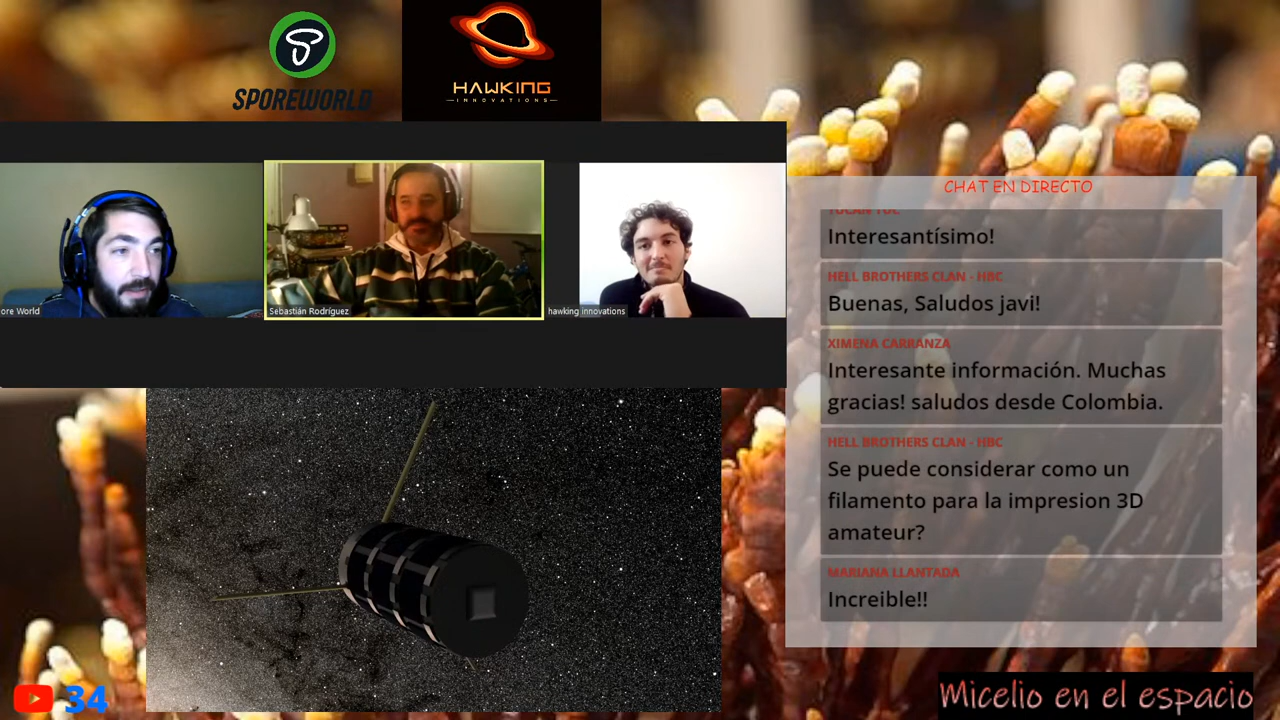 SPOREWORLD
HAWKING
INNOVATIONS
ore World
Sebastián Rodríguez
hawking innovations
CHAT EN DIRECTO
Interesantísimo!
HELL BROTHERS CLAN - HBC
Buenas, Saludos javi!
XIMENA CARRANZA
Interesante información. Muchas
gracias! saludos desde Colombia.
HELL BROTHERS CLAN - HBC
Se puede considerar como un
filamento para la impresion 3D
amateur?
MARIANA LLANTADA
Increible!!
34
Micelio en el espacio